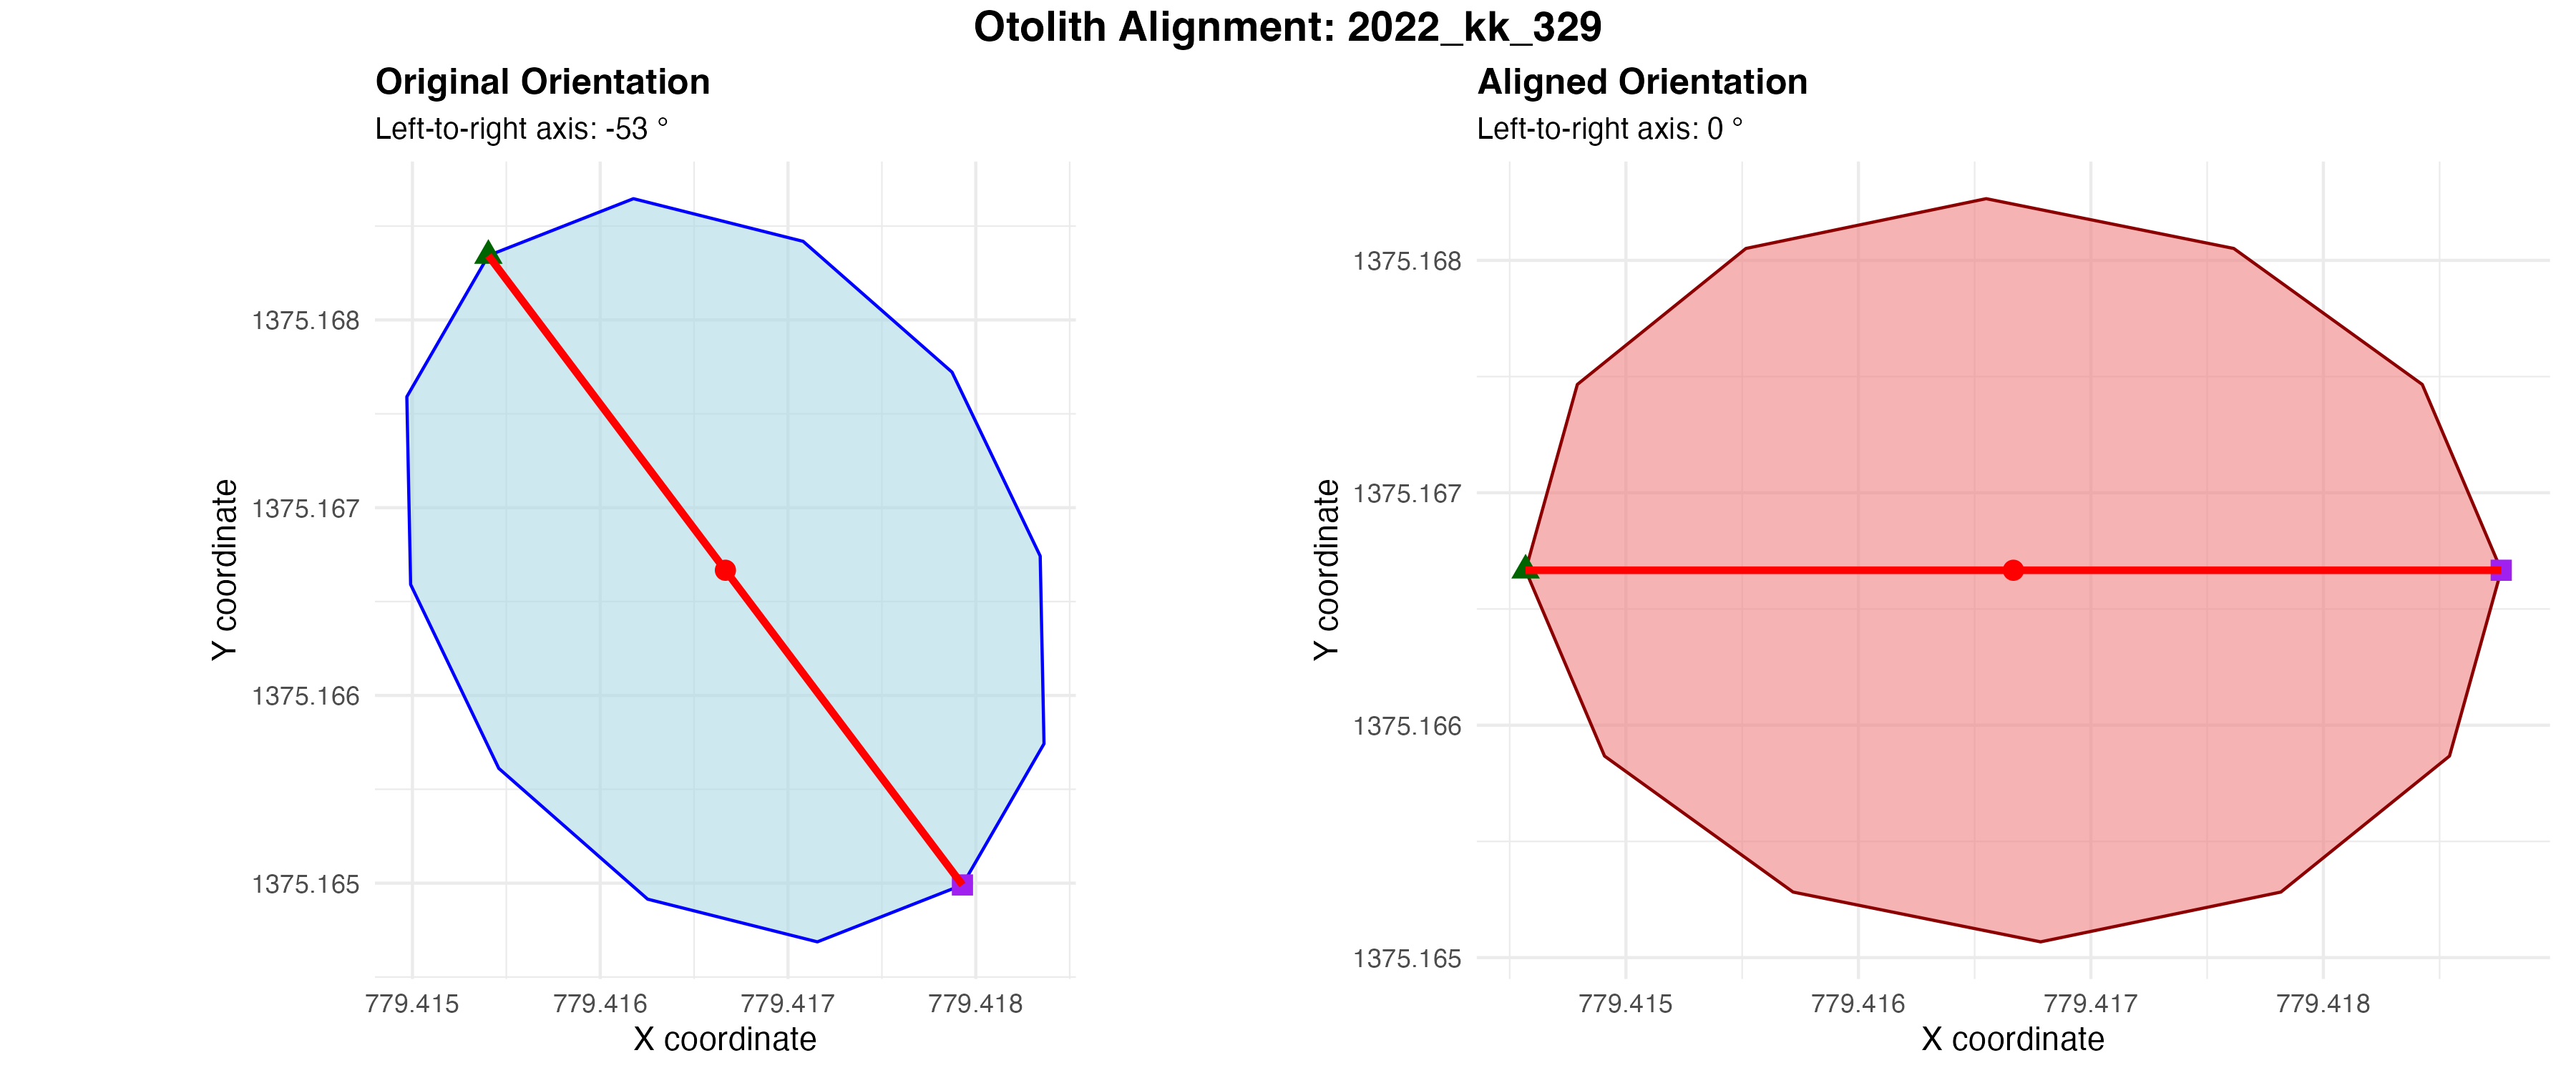 Otolith Alignment: 2022_kk_329
Original Orientation
Left-to-right axis: -53 °
1375.168
1375.167
1375.166
1375.165
Y coordinate
779.415
779.416
779.417
779.418
X coordinate
Aligned Orientation
Left-to-right axis: 0 °
1375.168
1375.167
1375.166
1375.165
Y coordinate
779.415
779.416
779.417
779.418
X coordinate